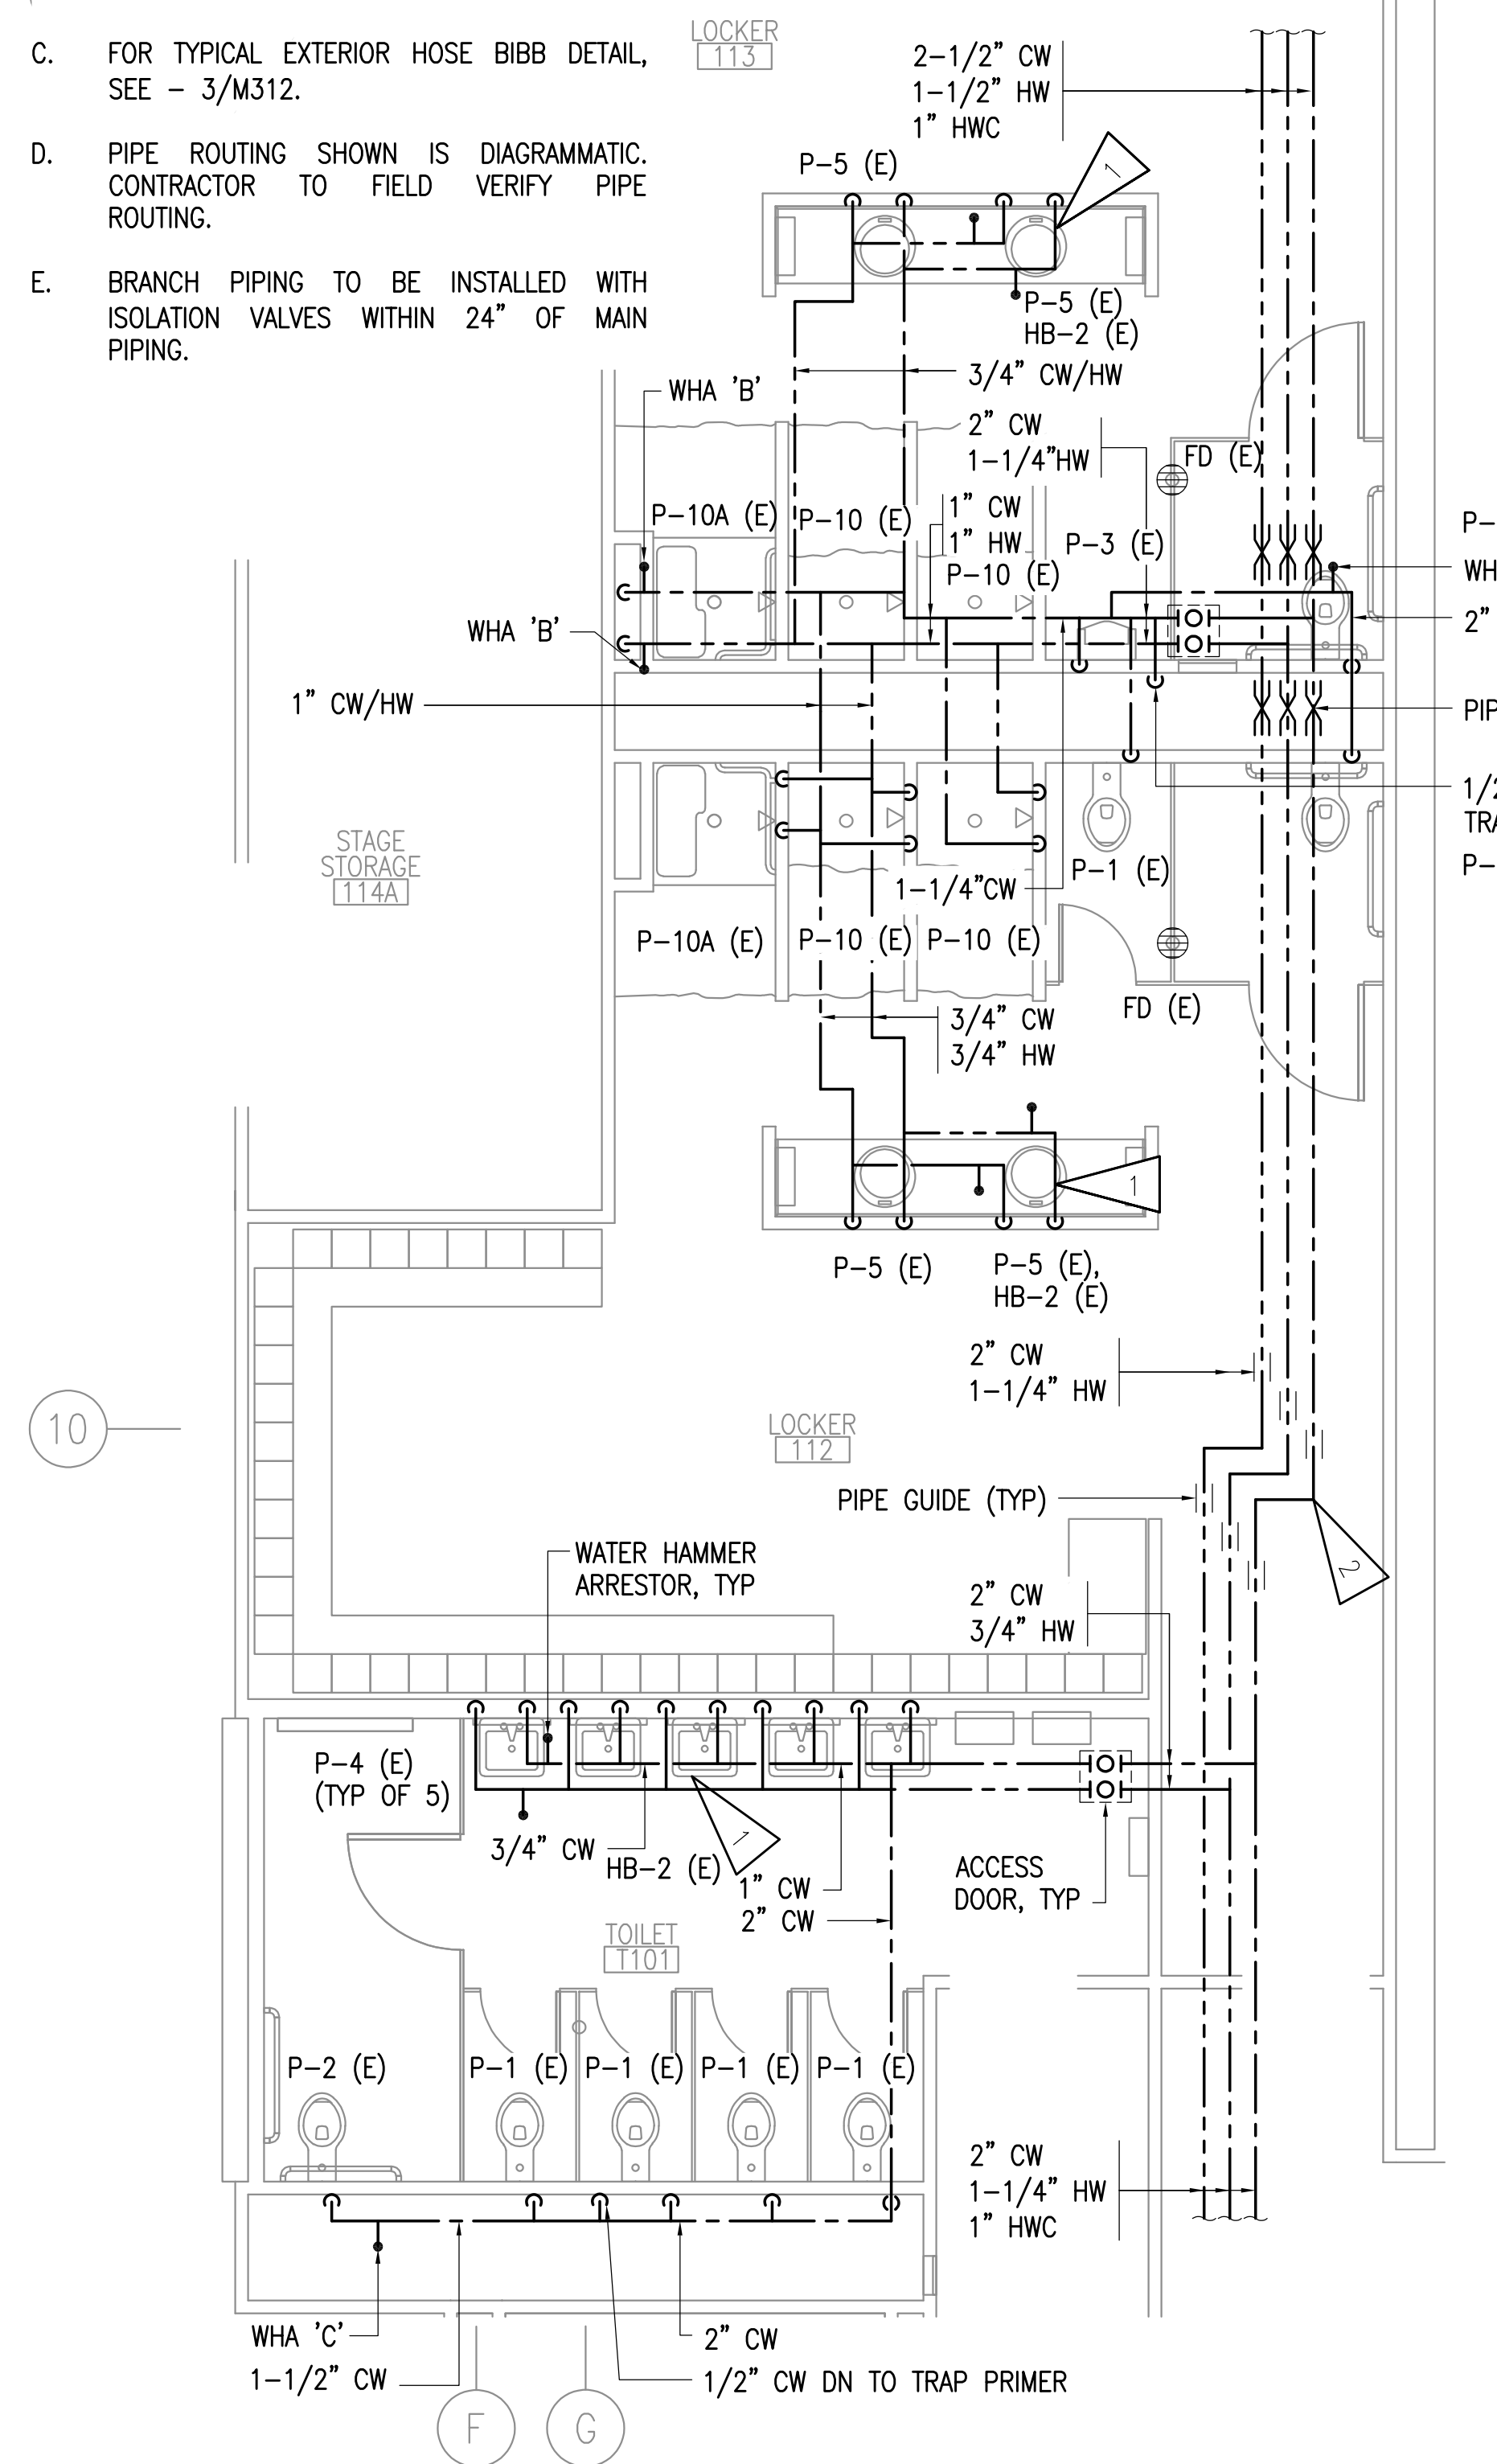 C. FOR TYPICAL EXTERIOR HOSE BIBB DETAIL,
SEE - 3/M312.
D. PIPE ROUTING SHOWN IS DIAGRAMMATIC.
CONTRACTOR TO FIELD VERIFY PIPE
ROUTING.
E. BRANCH PIPING TO BE INSTALLED WITH
ISOLATION VALVES WITHIN 24" OF MAIN
PIPING.
LOCKER
113
2-1/2" CW
1-1/2" HW
1" HWC
P-5 (E)
1
P-5 (E)
HB-2 (E)
3/4" CW/HW
WHA 'B'
2" CW
1-1/4"HW
FD (E)
P-10A (E)
P-10 (E)
1" CW
1" HW
P-10 (E)
P-3 (E)
P-
WH
2"
WHA 'B'
1" CW/HW
PIP
1/2
TRA
P-
STAGE
STORAGE
114A
1-1/4"CW
P-1 (E)
P-10A (E)
P-10 (E)
P-10 (E)
FD (E)
3/4" CW
3/4" HW
1
P-5 (E)
P-5 (E),
HB-2 (E)
2" CW
1-1/4" HW
10
LOCKER
112
PIPE GUIDE (TYP)
2
WATER HAMMER
ARRESTOR, TYP
2" CW
3/4" HW
P-4 (E)
(TYP OF 5)
3/4" CW
HB-2 (E)
1
1" CW
2" CW
ACCESS
DOOR, TYP
TOILET
T101
P-2 (E)
P-1 (E)
P-1 (E)
P-1 (E)
P-1 (E)
2" CW
1-1/4" HW
1" HWC
WHA 'C'
1-1/2" CW
2" CW
1/2" CW DN TO TRAP PRIMER
F
G